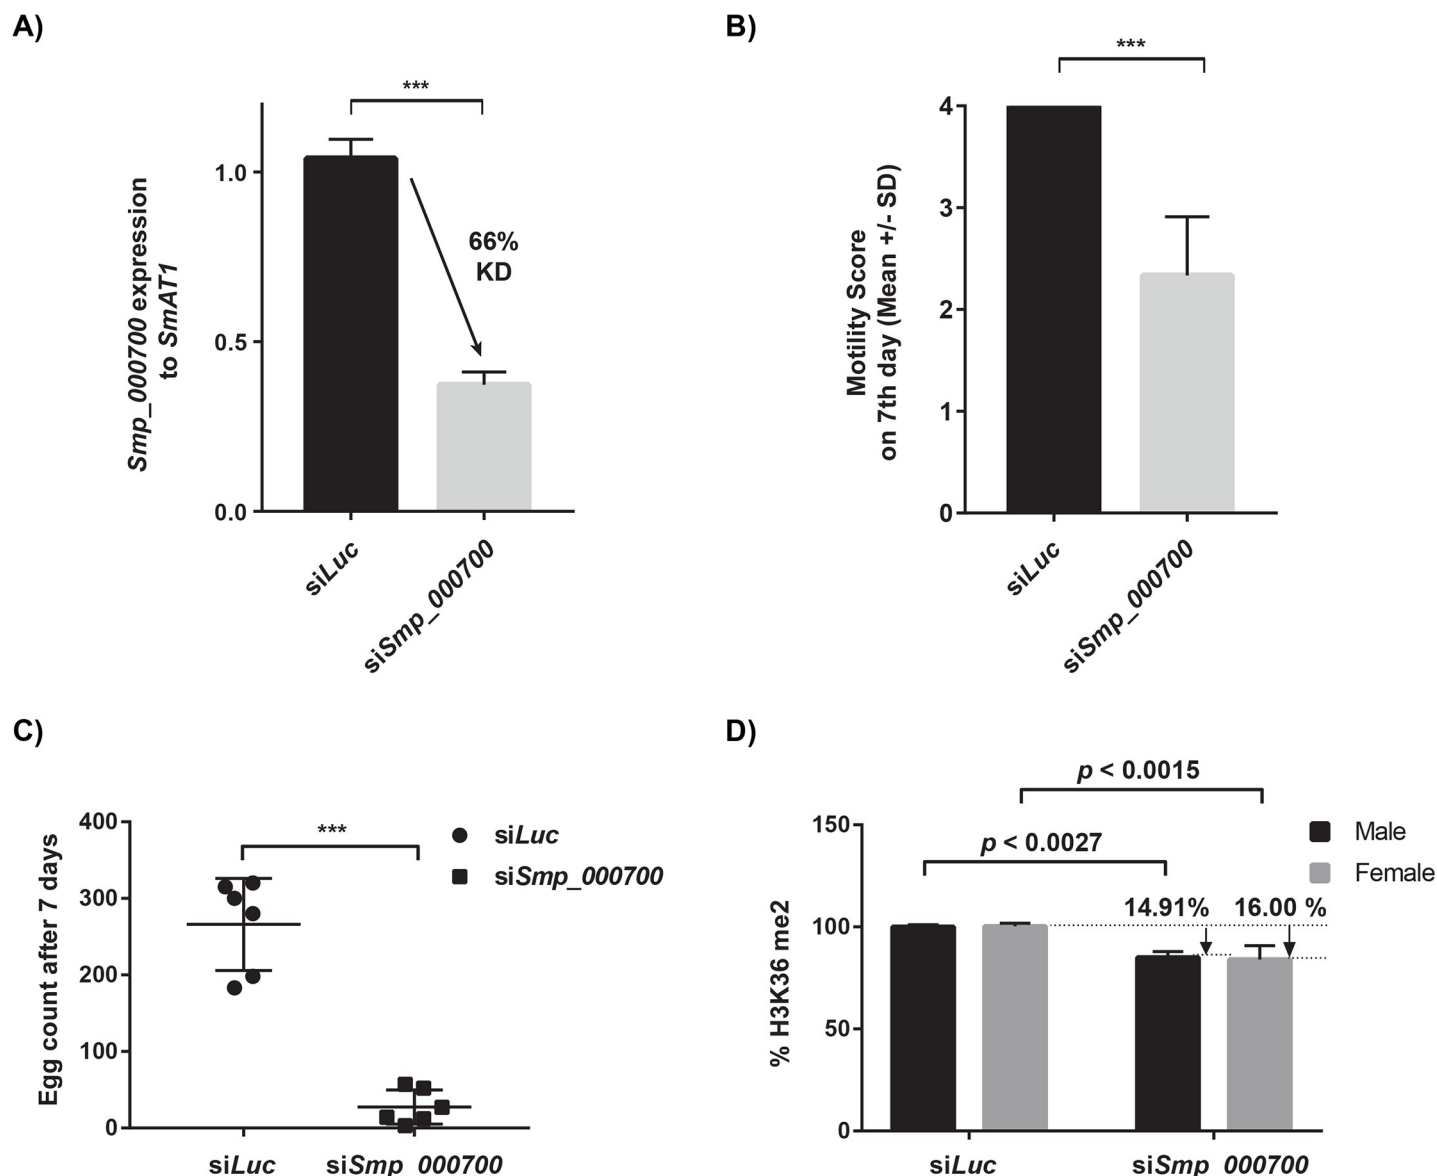 A)
***
1.0
0.5
0.0
Smp_000700 expression
to SmAT1
66%
KD
siLuc
siSmp_000700
B)
***
4
3
2
1
0
Motility Score
on 7th day (Mean +/- SD)
siLuc
siSmp_000700
C)
400
300
200
100
0
Egg count after 7 days
***
siLuc
siSmp_000700
siLuc
siSmp_000700
D)
p < 0.0015
p < 0.0027
Male
Female
14.91%
16.00 %
150
100
50
0
% H3K36 me2
siLuc
siSmp_000700